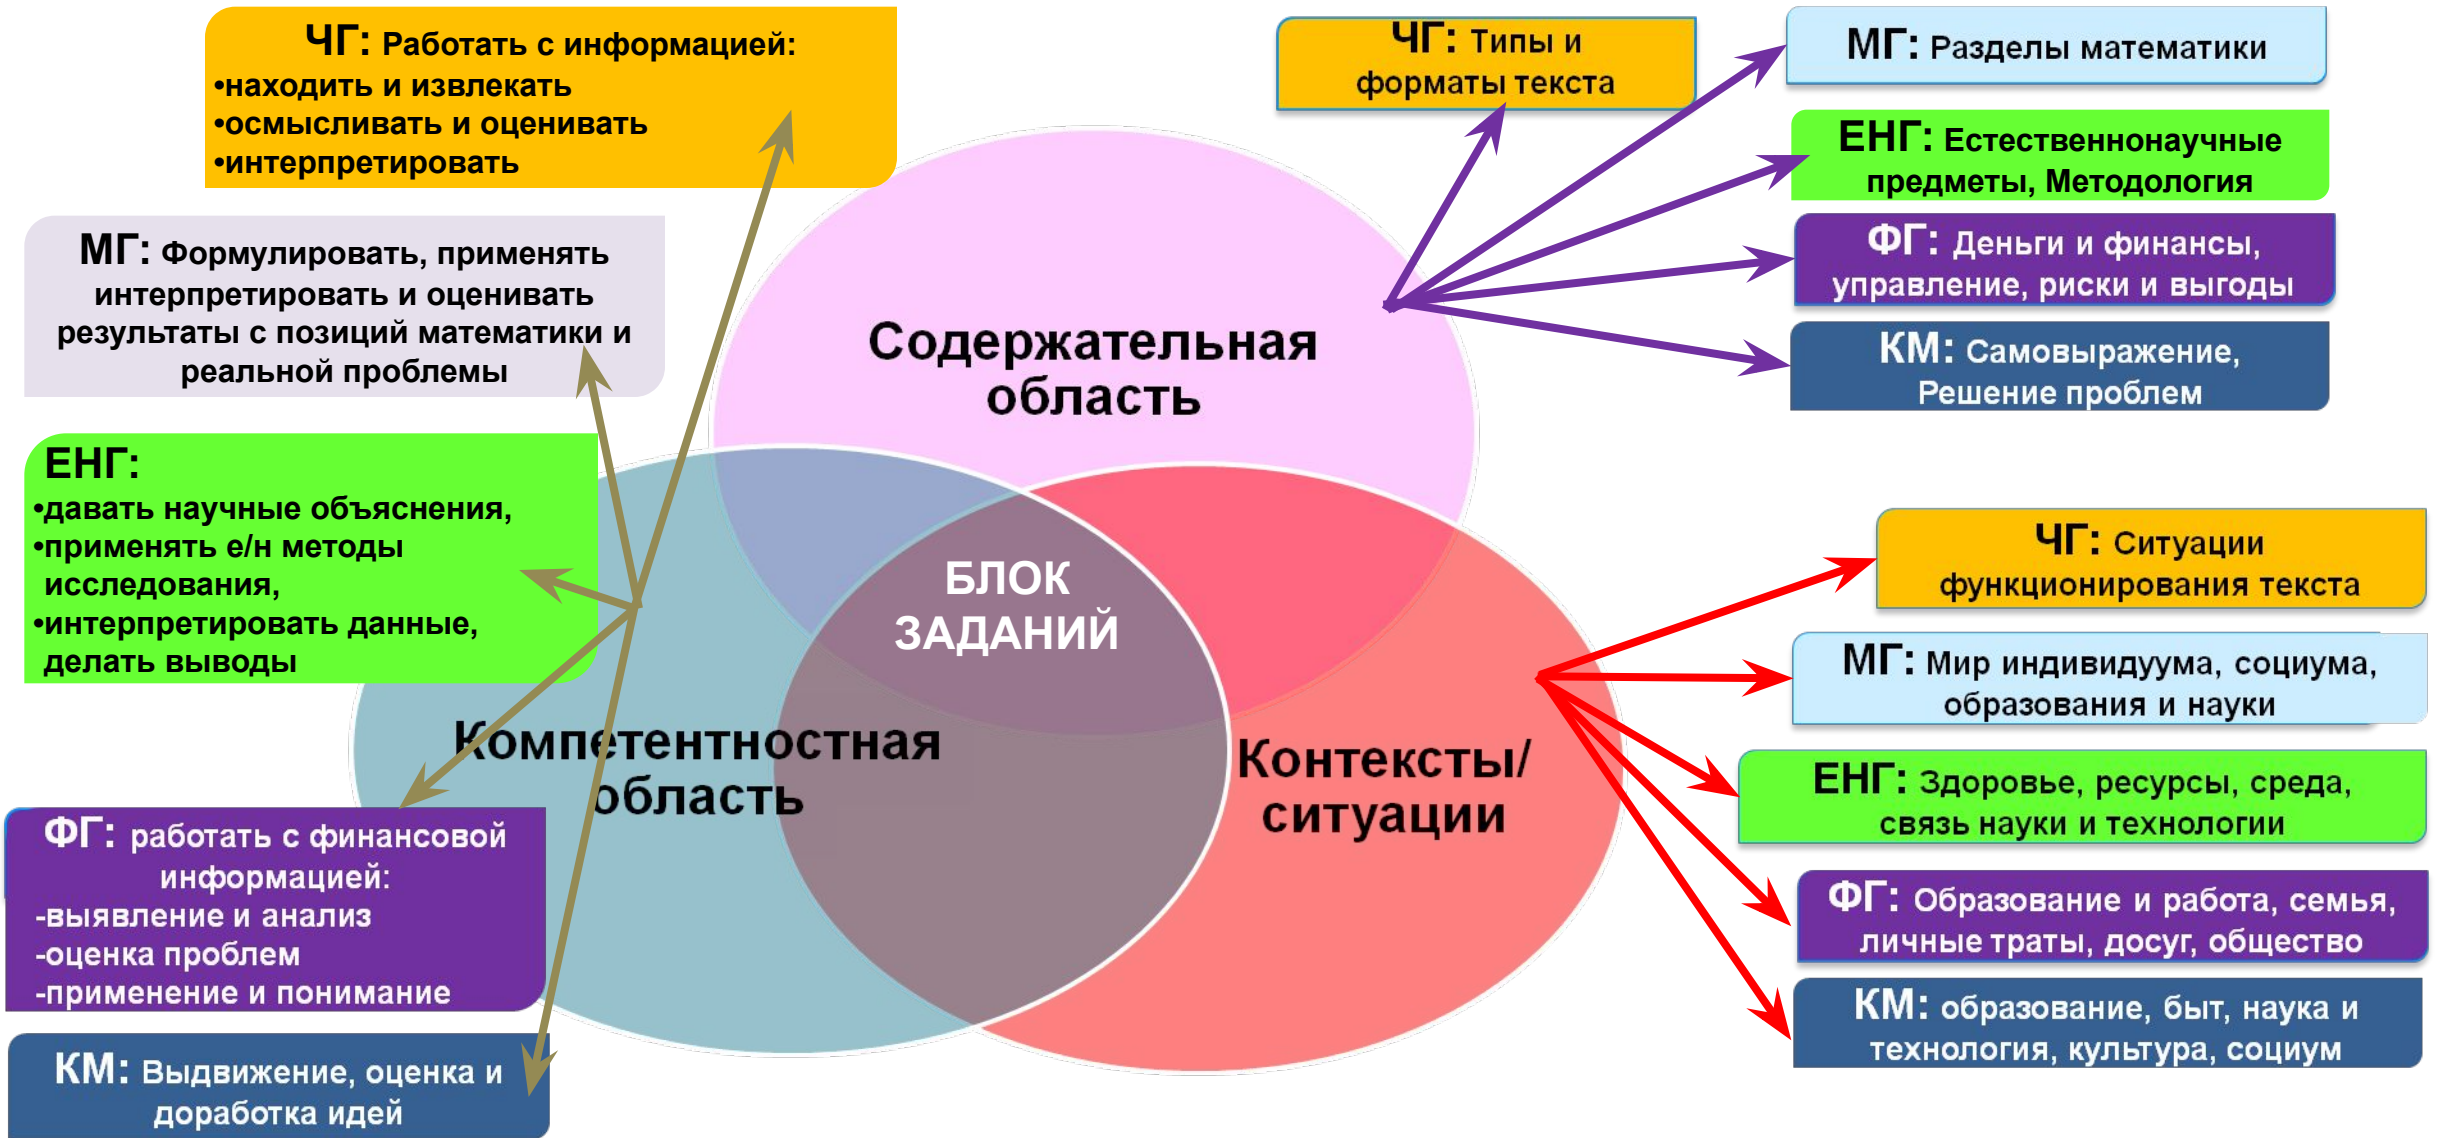 ЧГ: Работать с информацией:
•находить и извлекать
•осмысливать и оценивать
•интерпретировать
МГ: Формулировать, применять
интерпретировать и оценивать
результаты с позиций математики и
реальной проблемы
ЕНГ:
•давать научные объяснения,
•применять е/н методы
исследования,
•интерпретировать данные,
делать выводы
ФГ: работать с финансовой
информацией:
-выявление и анализ
-оценка проблем
-применение и понимание
КМ: Выдвижение, оценка и
доработка идей
Содержательная
область
БЛОК
ЗАДАНИЙ
Компетентностная
область
Контексты/
ситуации
ЧГ: Типы и
форматы текста
МГ: Разделы математики
ЕНГ: Естественнонаучные
предметы, Методология
ФГ: Деньги и финансы,
управление, риски и выгоды
КМ: Самовыражение,
Решение проблем
ЧГ: Ситуации
функционирования текста
МГ: Мир индивидуума, социума,
образования и науки
ЕНГ: Здоровье, ресурсы, среда,
связь науки и технологии
ФГ: Образование и работа, семья,
личные траты, досуг, общество
КМ: образование, быт, наука и
технология, культура, социум